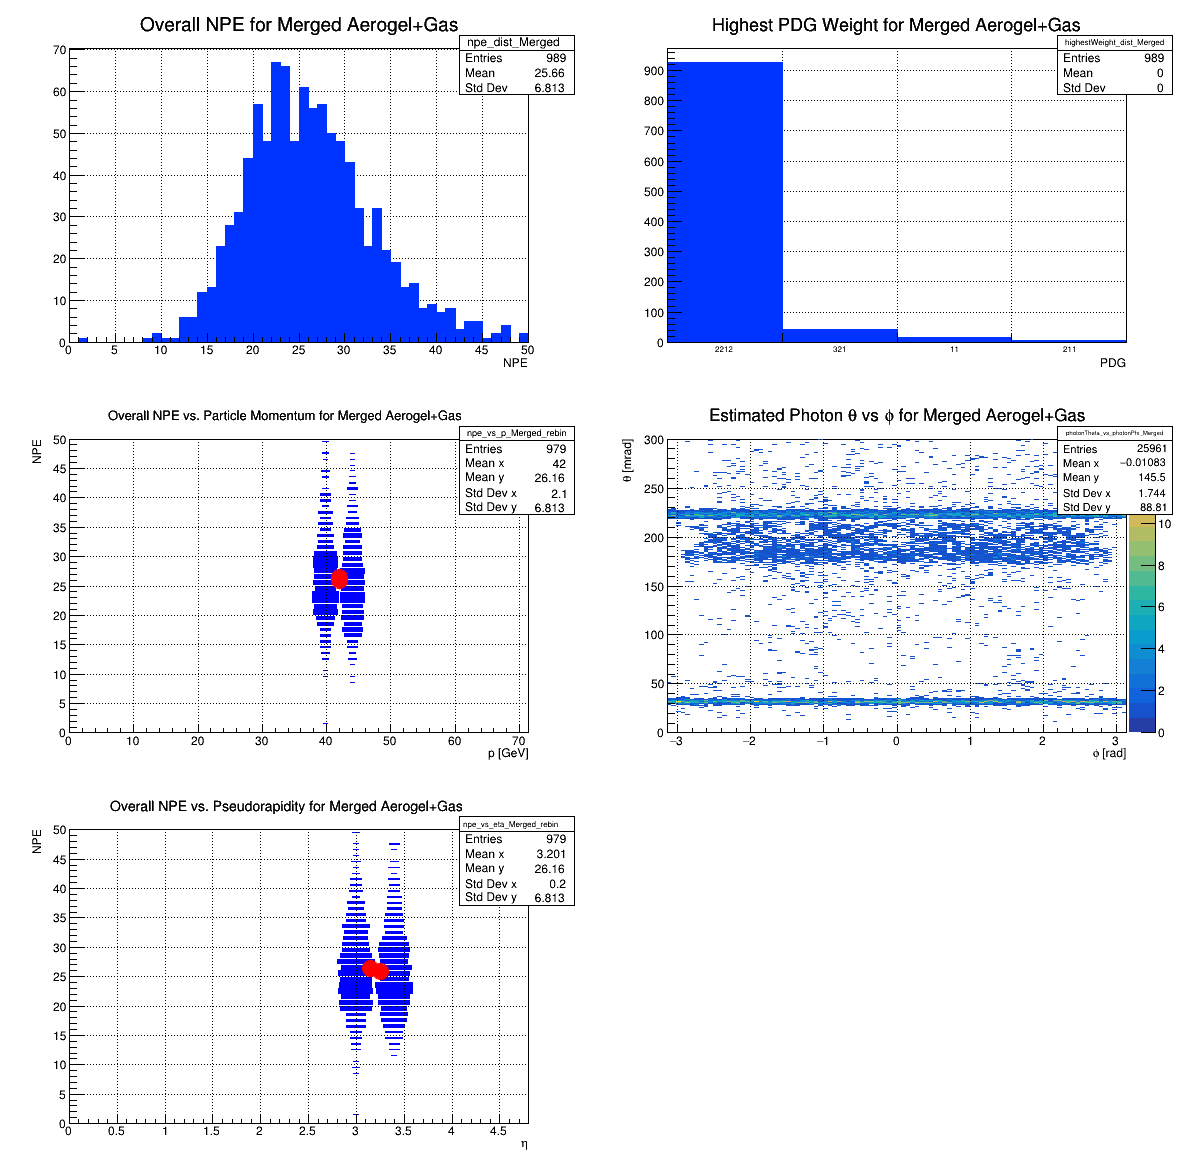 Overall NPE for Merged Aerogel+Gas
npe_dist_Merged
Entries 989
Mean 25.66
Std Dev 6.813
70
60
50
40
30
20
10
0
0 5 10 15 20 25 30 35 40 45 50
NPE
Highest PDG Weight for Merged Aerogel+Gas
highestWeight_dist_Merged
Entries 989
Mean 0
Std Dev 0
900
800
700
600
500
400
300
200
100
0
2212 321 11 211
PDG
Overall NPE vs. Particle Momentum for Merged Aerogel+Gas
npe_vs_p_Merged_rebin
Entries 979
Mean x 42
Mean y 26.16
Std Dev x 2.1
Std Dev y 6.813
NPE
50
45
40
35
30
25
20
15
10
5
0
0 10 20 30 40 50 60 70
p [GeV]
Estimated Photon θ vs ϕ for Merged Aerogel+Gas
photonTheta_vs_photonPhi_Merged
Entries 25961
Mean x −0.01083
Mean y 145.5
Std Dev x 1.744
Std Dev y 88.81
θ [mrad]
300
250
200
150
100
50
0
−3 −2 −1 0 1 2 3
ϕ [rad]
10
8
6
4
2
0
Overall NPE vs. Pseudorapidity for Merged Aerogel+Gas
npe_vs_eta_Merged_rebin
Entries 979
Mean x 3.201
Mean y 26.16
Std Dev x 0.2
Std Dev y 6.813
NPE
50
45
40
35
30
25
20
15
10
5
0
0 0.5 1 1.5 2 2.5 3 3.5 4 4.5
η